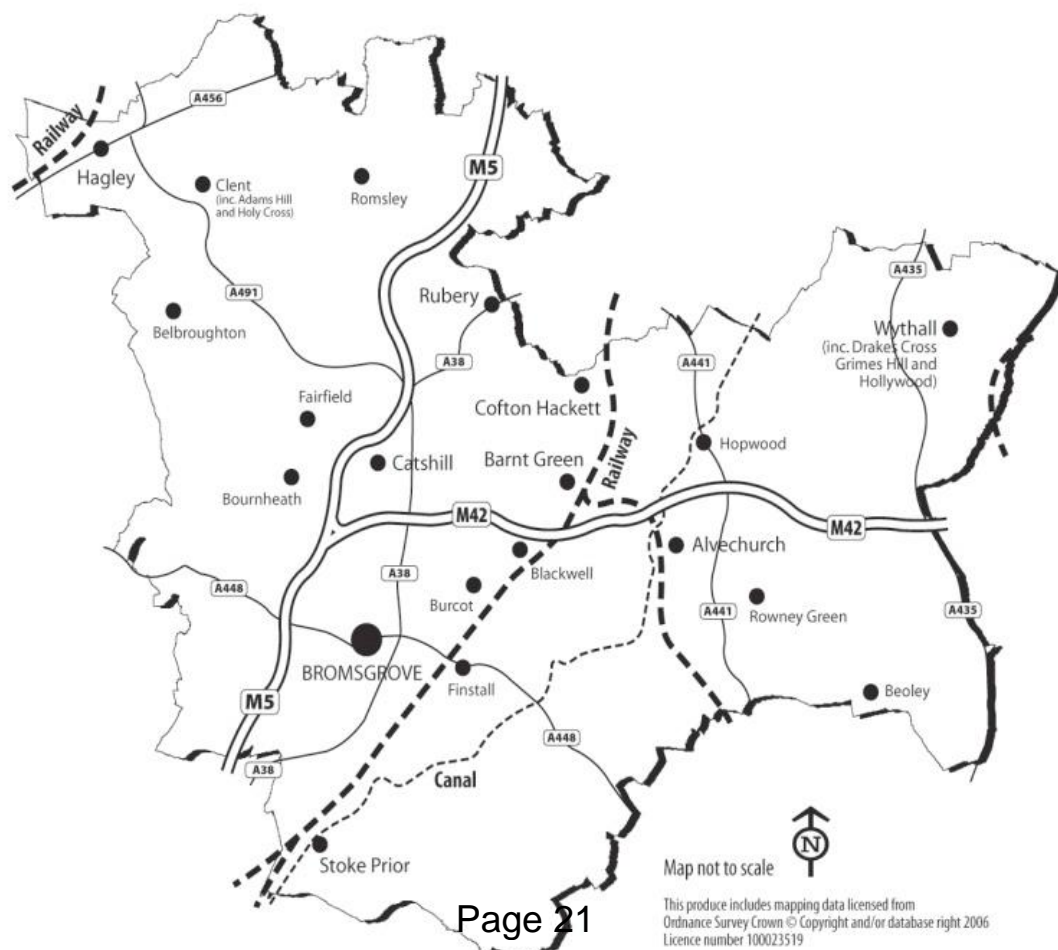 A456
Railway
Hagley
Clent
(inc. Adams Hill
and Holy Cross)
Romsley
M5
A491
Belbroughton
Rubery
A38
A435
Wythall
(inc. Drakes Cross
Grimes Hill and
Hollywood)
A441
Cofton Hackett
Fairfield
Railway
Hopwood
Catshill
Barnt Green
Bournheath
M42
M42
Alvechurch
Blackwell
A448
A38
Burcot
A441
Rowney Green
A435
BROMSGROVE
Finstall
M5
Beoley
A448
A38
Canal
Stoke Prior
N
Map not to scale
This produce includes mapping data licensed from
Ordnance Survey Crown © Copyright and/or database right 2006
Licence number 100023519
Page 21